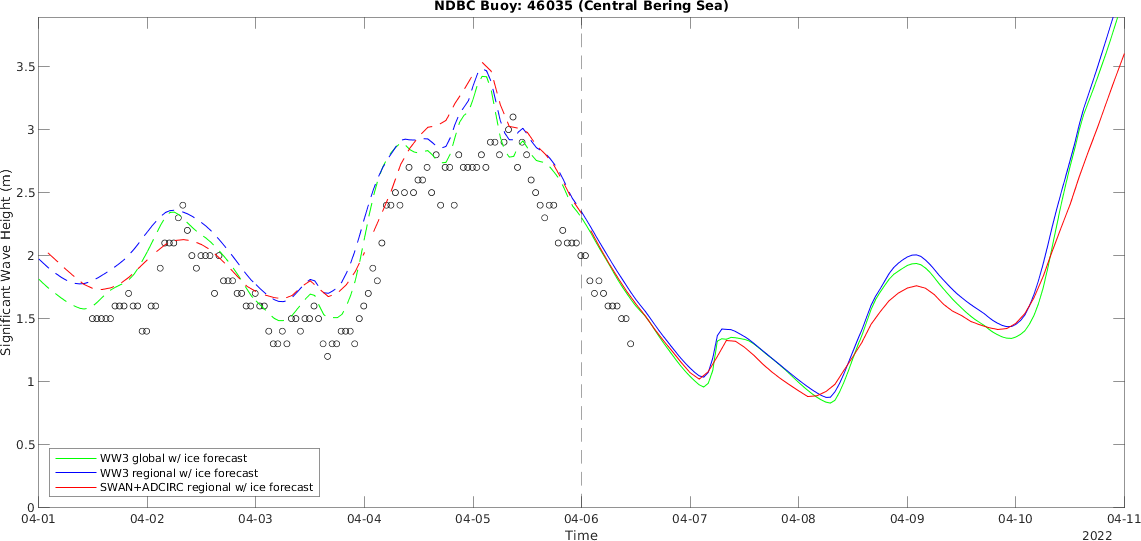 NDBC Buoy: 46035 (Central Bering Sea)
Significant Wave Height (m)
3.5
3
2.5
2
1.5
1
0.5
0
WW3 global w/ ice forecast
WW3 regional w/ ice forecast
SWAN+ADCIRC regional w/ ice forecast
04-01 04-02 04-03 04-04 04-05 04-06 04-07 04-08 04-09 04-10 04-11
Time
2022